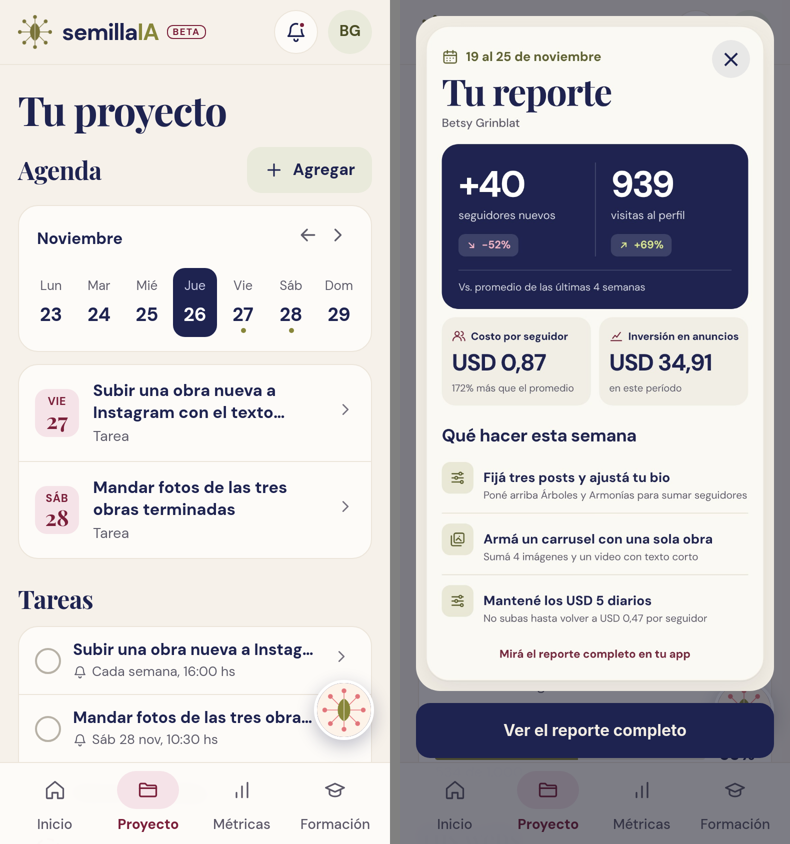 semillaIA BETA
BG
Tu proyecto
Agenda
+ Agregar
Noviembre
Lun Mar Mié Jue Vie Sáb Dom
23 24 25 26 27 28 29
VIE
27
Subir una obra nueva a
Instagram con el texto...
Tarea
SÁB
28
Mandar fotos de las tres
obras terminadas
Tarea
Tareas
Subir una obra nueva a Instag...
Cada semana, 16:00 hs
Mandar fotos de las tres obra...
Sáb 28 nov, 10:30 hs
Inicio
Proyecto
Métricas
Formación
19 al 25 de noviembre
Tu reporte
Betsy Grinblat
+40
seguidores nuevos
-52%
939
visitas al perfil
+69%
Vs. promedio de las últimas 4 semanas
Costo por seguidor
USD 0,87
172% más que el promedio
Inversión en anuncios
USD 34,91
en este período
Qué hacer esta semana
Fijá tres posts y ajustá tu bio
Poné arriba Árboles y Armonías para sumar seguidores
Armá un carrusel con una sola obra
Sumá 4 imágenes y un video con texto corto
Mantené los USD 5 diarios
No subas hasta volver a USD 0,47 por seguidor
Mirá el reporte completo en tu app
Ver el reporte completo
Inicio
Proyecto
Métricas
Formación